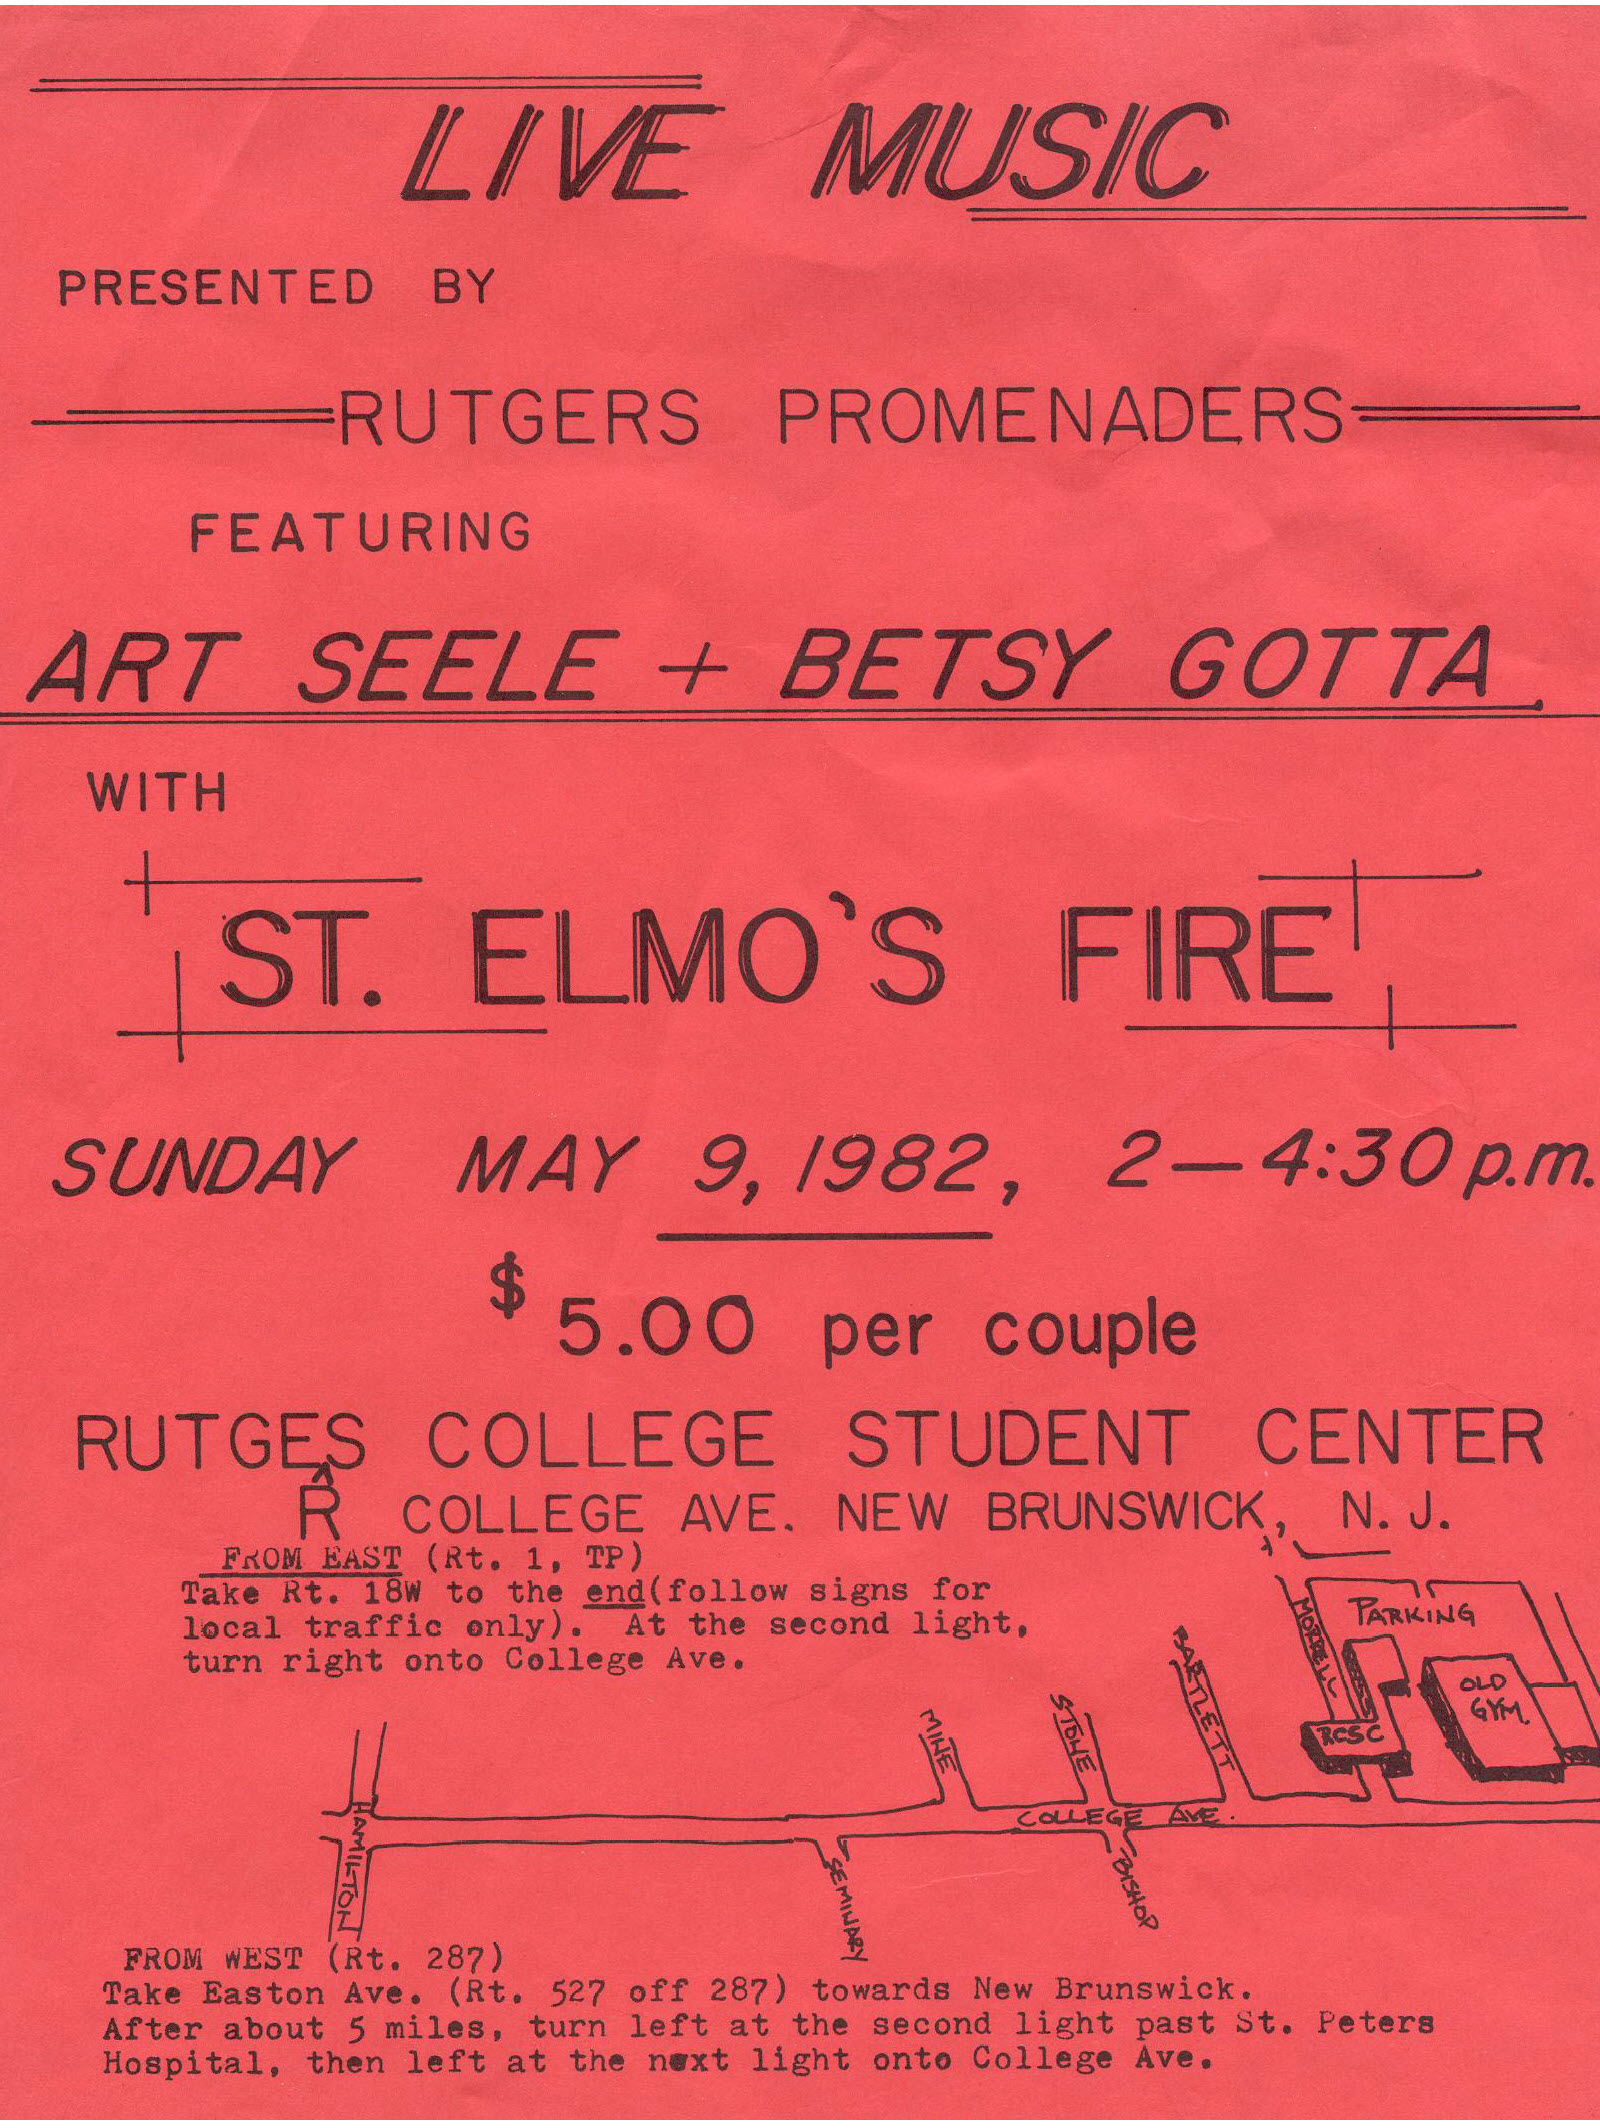 LIVE MUSIC
PRESENTED BY
RUTGERS PROMENADERS
FEATURING
ART SEELE + BETSY GOTTA
WITH
ST. ELMO'S FIRE
SUNDAY MAY 9, 1982, 2-4:30 p.m.
$5.00 per couple
RUTGES COLLEGE STUDENT CENTER
^
R COLLEGE AVE. NEW BRUNSWICK, N.J.
FROM EAST (Rt. 1, TP)
Take Rt. 18W to the end(follow signs for
local traffic only). At the second light,
turn right onto College Ave.
PARKING
MORRELL
BARTLETT
OLD
GYM.
RCSC
STONE
MINE
COLLEGE AVE.
HAMILTON
SEMINARY
BISHOP
FROM WEST (Rt. 287)
Take Easton Ave. (Rt. 527 off 287) towards New Brunswick.
After about 5 miles, turn left at the second light past St. Peters
Hospital, then left at the next light onto College Ave.